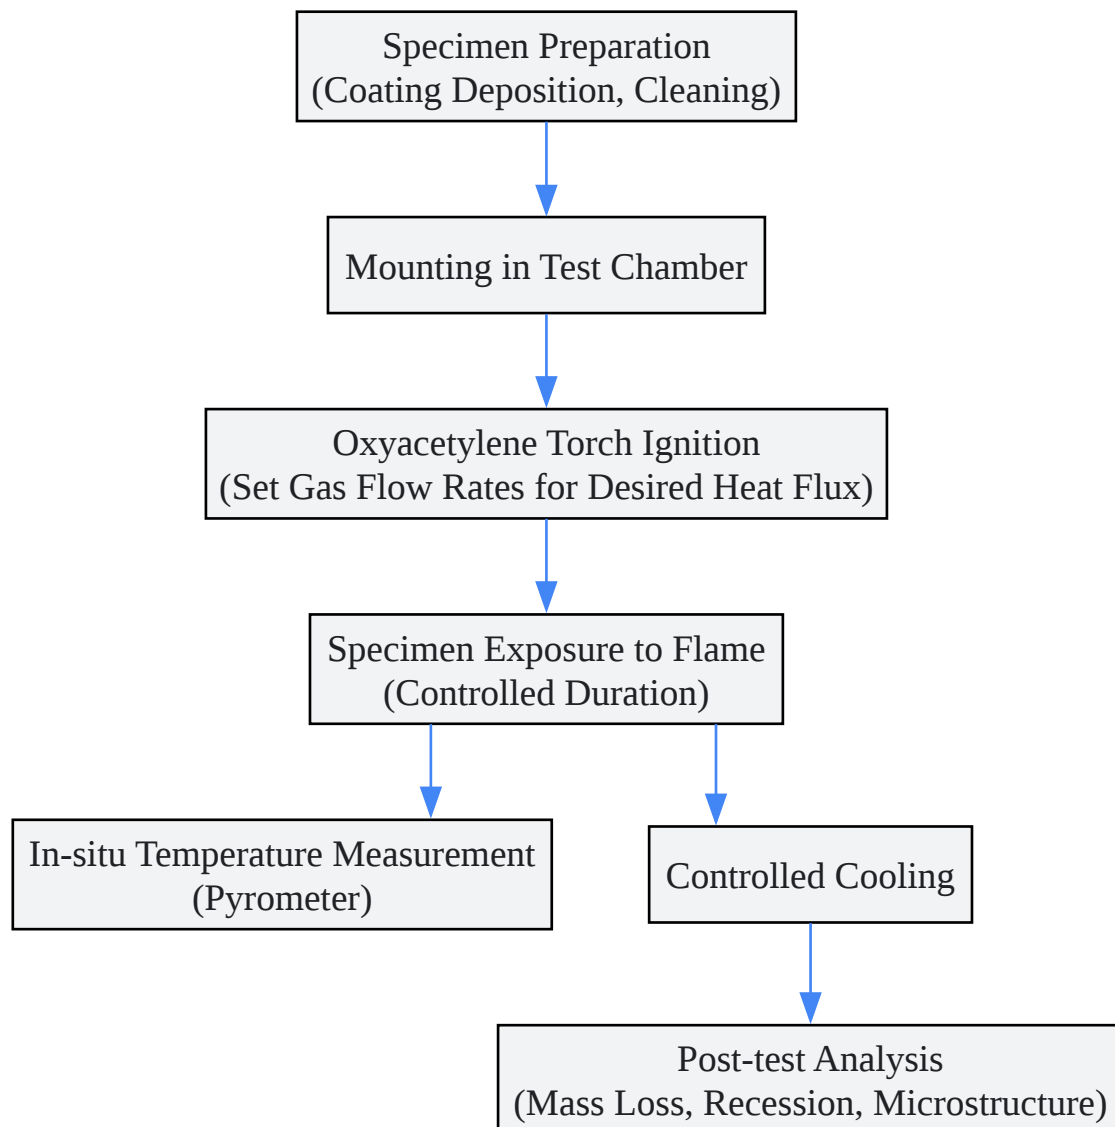 Specimen Preparation
(Coating Deposition, Cleaning)
Mounting in Test Chamber
Oxyacetylene Torch Ignition
(Set Gas Flow Rates for Desired Heat Flux)
Specimen Exposure to Flame
(Controlled Duration)
In-situ Temperature Measurement
(Pyrometer)
Controlled Cooling
Post-test Analysis
(Mass Loss, Recession, Microstructure)